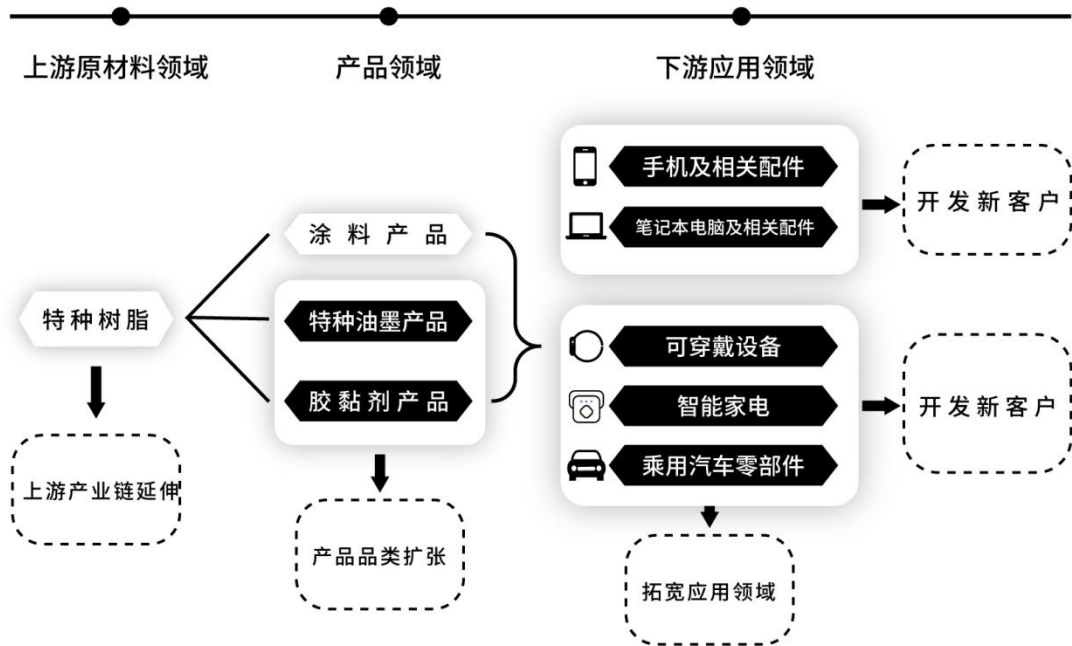 上游原材料领域
产品领域
下游应用领域
手机及相关配件
笔记本电脑及相关配件
开发新客户
涂料产品
特种树脂
特种油墨产品
胶黏剂产品
可穿戴设备
智能家电
乘用汽车零部件
开发新客户
上游产业链延伸
产品品类扩张
拓宽应用领域